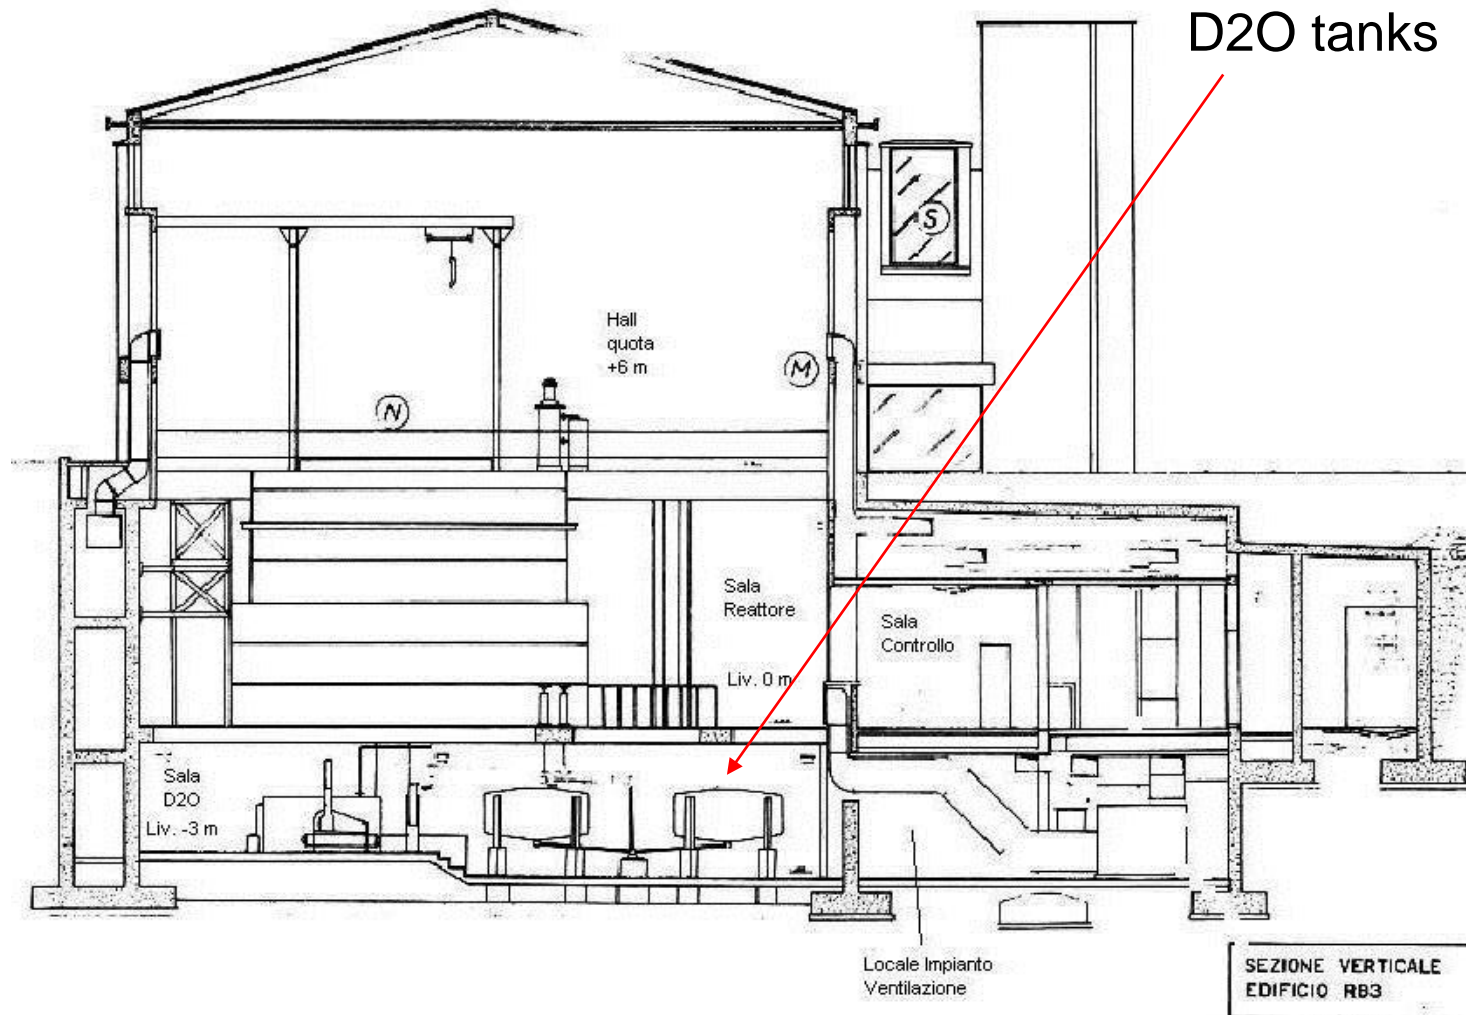 D2O tanks
S
Hall
quota
+6 m
M
N
Sala
Reattore
Liv. 0 m
Sala
Controllo
Sala
D2O
Liv. -3 m
Locale Impianto
Ventilazione
SEZIONE VERTICALE
EDIFICIO RB3